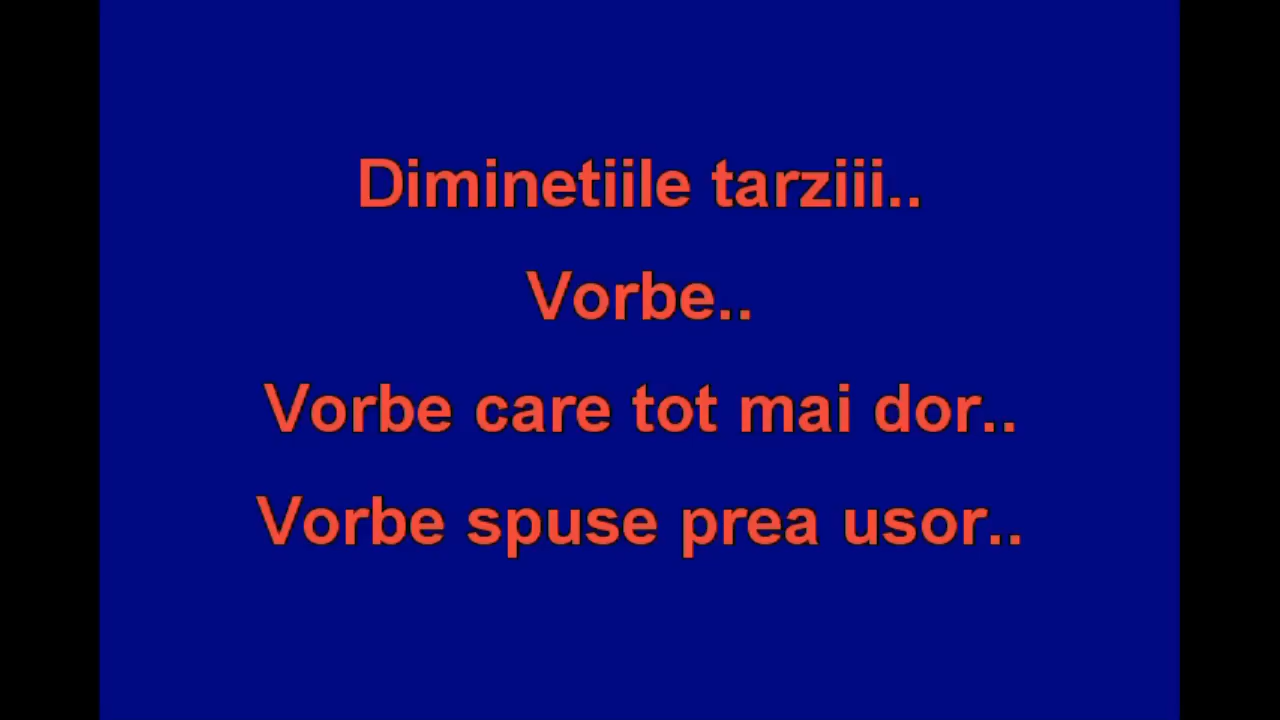 Diminetiile tarziii..
Vorbe..
Vorbe care tot mai dor..
Vorbe spuse prea usor..